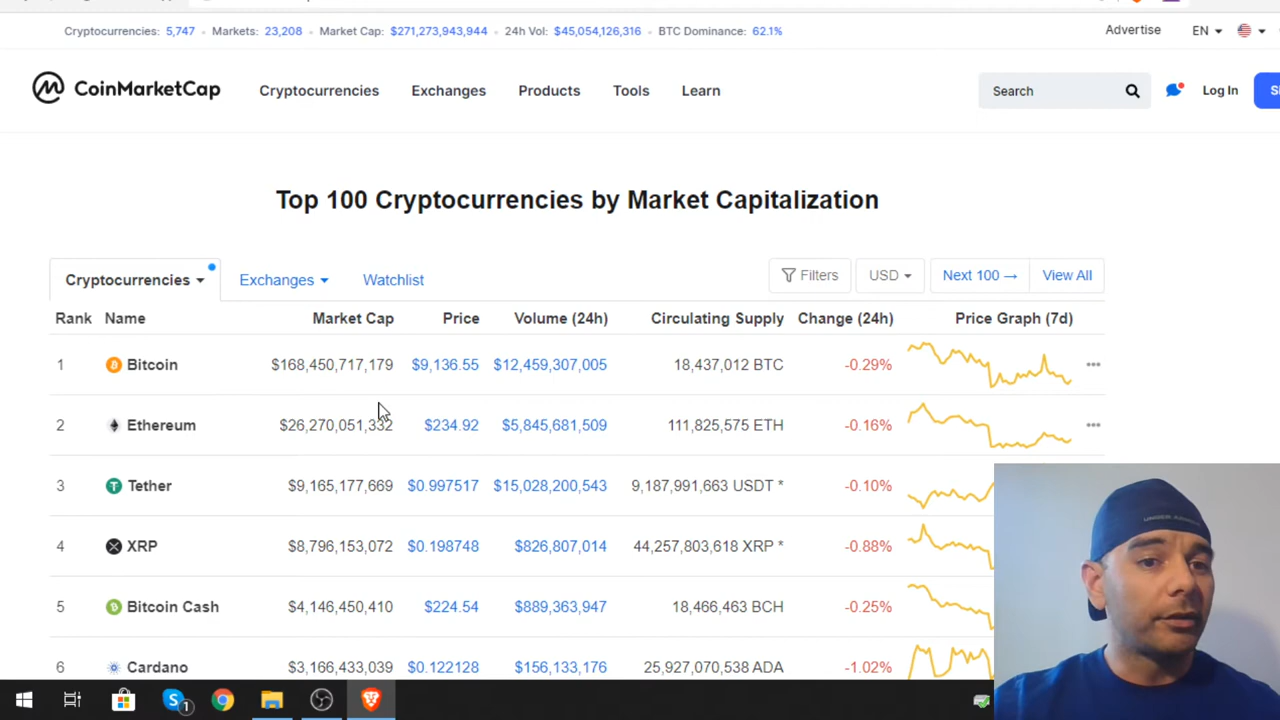 Cryptocurrencies: 5,747 Markets: 23,208 Market Cap: $271,273,943,944 24h Vol: $45,054,126,316 BTC Dominance: 62.1% Advertise EN
CoinMarketCap Cryptocurrencies Exchanges Products Tools Learn Search Log In
Top 100 Cryptocurrencies by Market Capitalization
Cryptocurrencies Exchanges Watchlist Filters USD Next 100 → View All
Rank Name Market Cap Price Volume (24h) Circulating Supply Change (24h) Price Graph (7d)
1 Bitcoin $168,450,717,179 $9,136.55 $12,459,307,005 18,437,012 BTC -0.29%
2 Ethereum $26,270,051,332 $234.92 $5,845,681,509 111,825,575 ETH -0.16%
3 Tether $9,165,177,669 $0.997517 $15,028,200,543 9,187,991,663 USDT * -0.10%
4 XRP $8,796,153,072 $0.198748 $826,807,014 44,257,803,618 XRP * -0.88%
5 Bitcoin Cash $4,146,450,410 $224.54 $889,363,947 18,466,463 BCH -0.25%
6 Cardano $3,166,433,039 $0.122128 $156,133,176 25,927,070,538 ADA -1.02%
UNDER ARMOUR
S 1